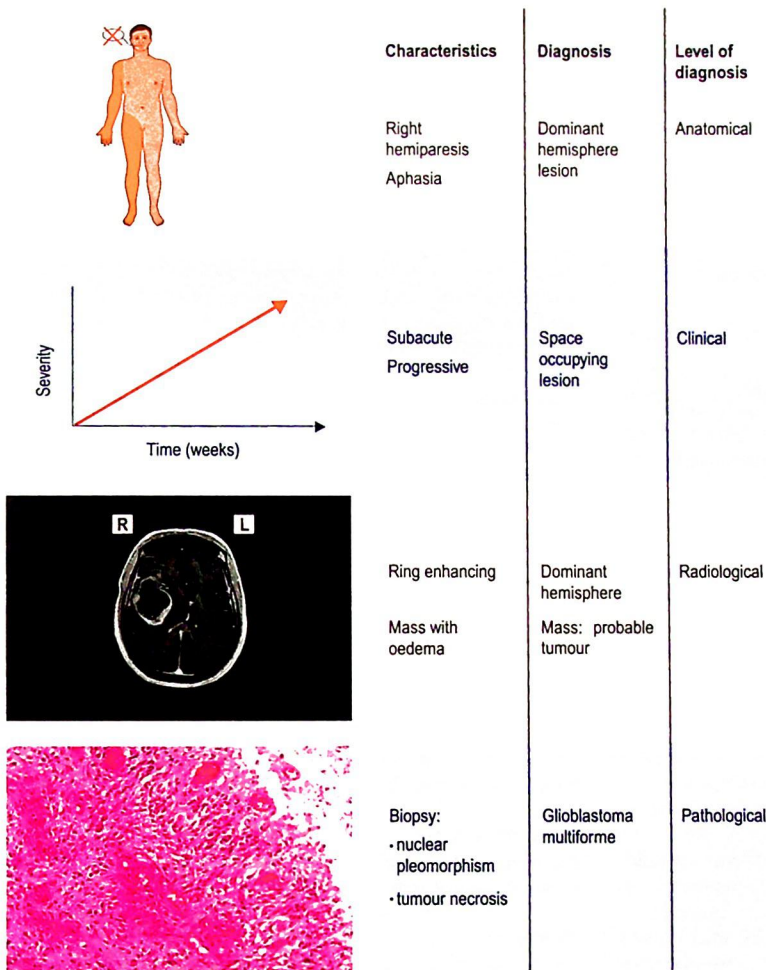 Characteristics
Diagnosis
Level of
diagnosis
Right
hemiparesis
Aphasia
Dominant
hemisphere
lesion
Anatomical
Severity
Time (weeks)
Subacute
Progressive
Space
occupying
lesion
Clinical
R
L
Ring enhancing
Mass with
oedema
Dominant
hemisphere
Mass: probable
tumour
Radiological
Biopsy:
• nuclear
pleomorphism
• tumour necrosis
Glioblastoma
multiforme
Pathological